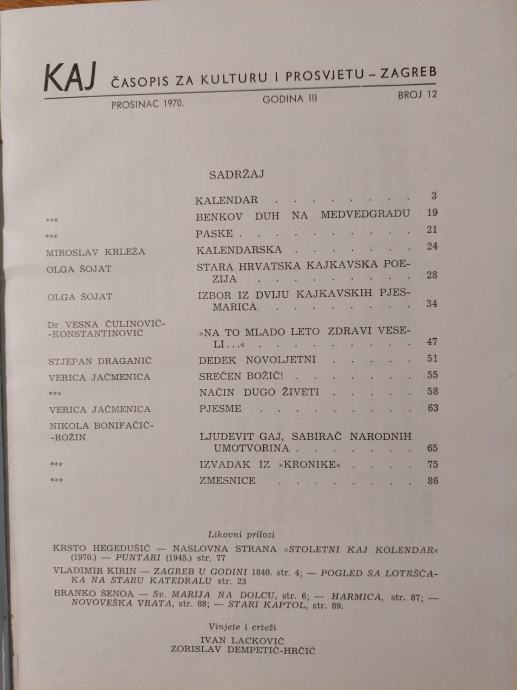 KAJ ČASOPIS ZA KULTURU I PROSVJETU – ZAGREB
PROSINAC 1970. GODINA III BROJ 12
SADRŽAJ
KALENDAR . . . . . . . . 3
*** BENKOV DUH NA MEDVEDGRADU 19
*** PASKE . . . . . . . . . 21
MIROSLAV KRLEŽA KALENDARSKA . . . . . . . 24
OLGA ŠOJAT STARA HRVATSKA KAJKAVSKA POE-
ZIJA . . . . . . . . . 28
OLGA ŠOJAT IZBOR IZ DVIJU KAJKAVSKIH PJES-
MARICA . . . . . . . . 34
Dr VESNA ČULINOVIĆ-
-KONSTANTINOVIĆ »NA TO MLADO LETO ZDRAVI VESE-
LI...« . . . . . . . . . 47
STJEPAN DRAGANIĆ DEDEK NOVOLJETNI . . . . . 51
VERICA JAČMENICA SREČEN BOŽIČ! . . . . . . . 55
*** NAČIN DUGO ŽIVETI . . . . . 58
VERICA JAČMENICA PJESME . . . . . . . . 63
NIKOLA BONIFAČIĆ-
-ROŽIN LJUDEVIT GAJ, SABIRAČ NARODNIH
UMOTVORINA . . . . . . . 65
*** IZVADAK IZ »KRONIKE« . . . . 75
*** ZMESNICE . . . . . . . . 86
Likovni prilozi
KRSTO HEGEDUŠIĆ — NASLOVNA STRANA »STOLETNI KAJ KOLENDAR«
(1970.) — PUNTARI (1945.) str. 77
VLADIMIR KIRIN — ZAGREB U GODINI 1840. str. 4; — POGLED SA LOTRŠĆA-
KA NA STARU KATEDRALU str. 23
BRANKO ŠENOA — Sv. MARIJA NA DOLCU, str. 6; — HARMICA, str. 87; —
NOVOVEŠKA VRATA, str. 88; — STARI KAPTOL, str. 89.
Vinjete i crteži
IVAN LACKOVIĆ
ZORISLAV DEMPETIĆ-HRČIĆ